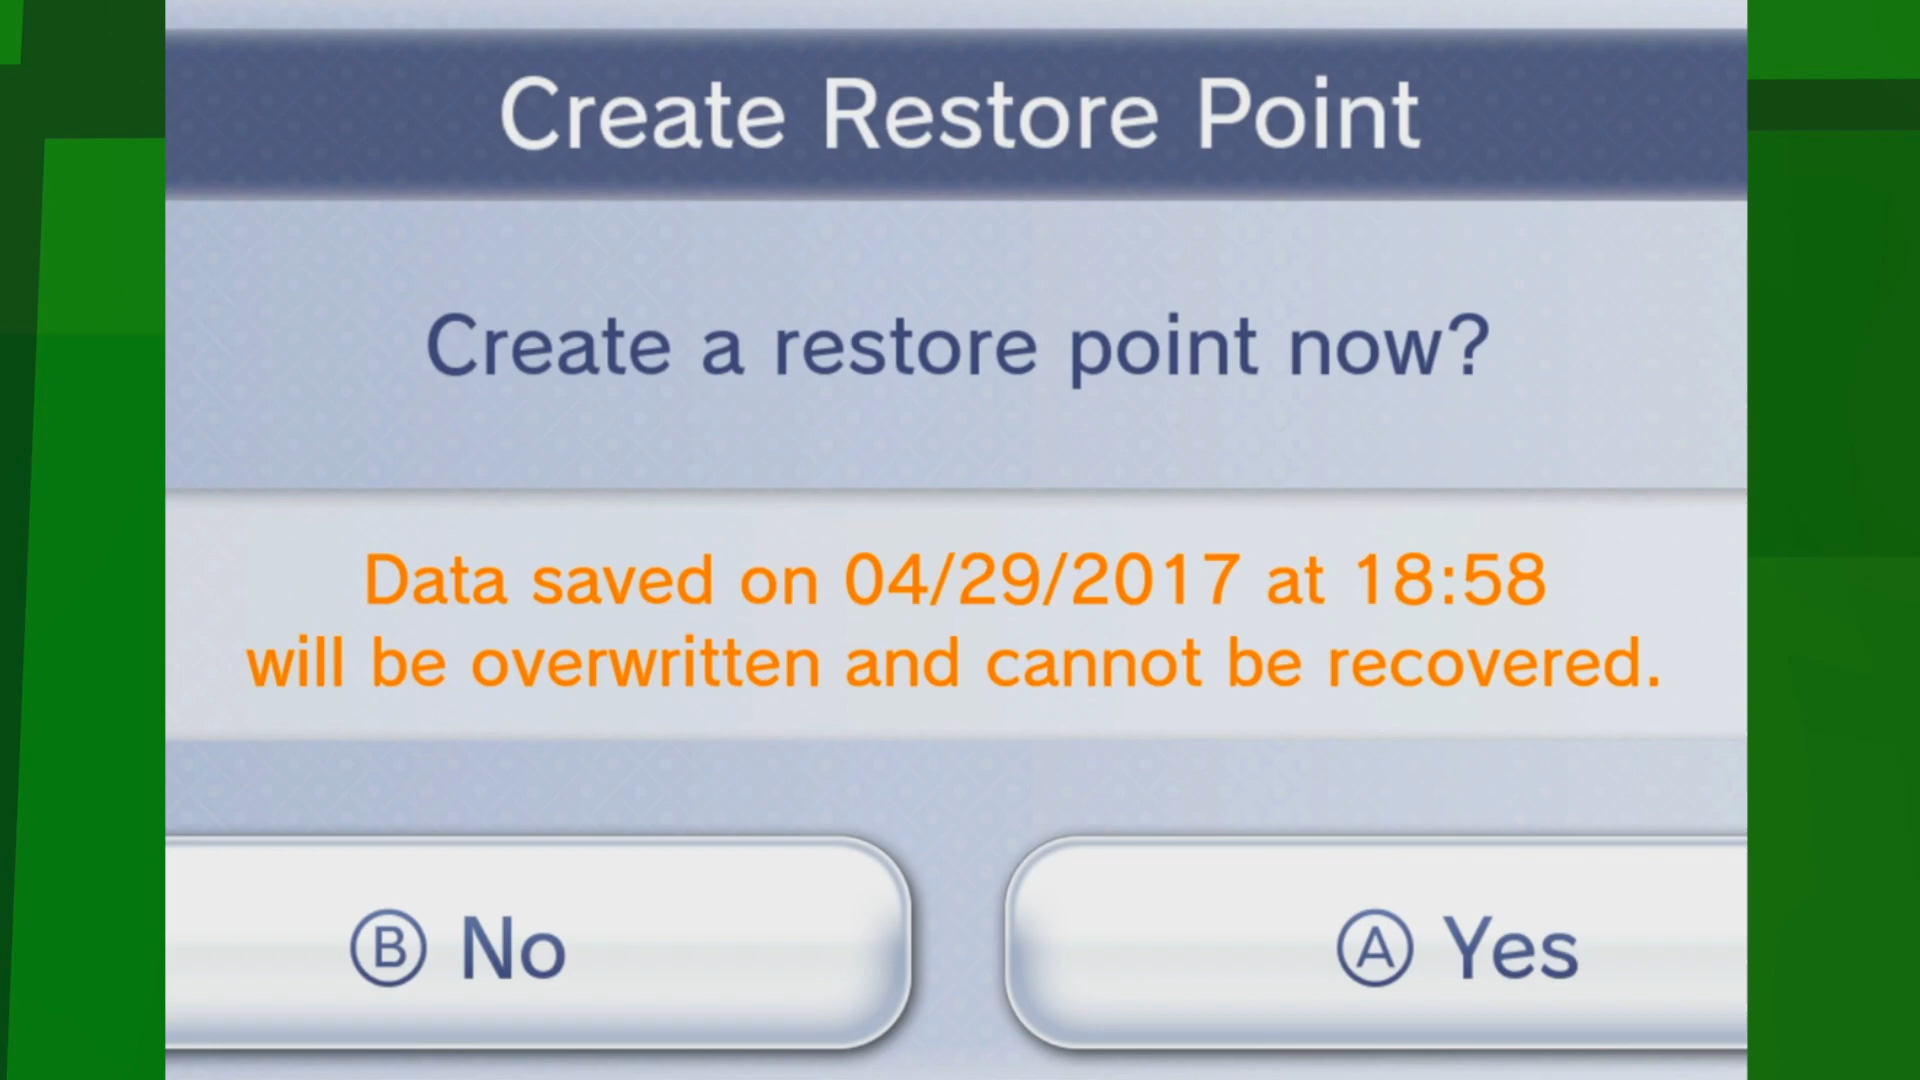 Create Restore Point
Create a restore point now?
Data saved on 04/29/2017 at 18:58
will be overwritten and cannot be recovered.
Ⓑ No
Ⓐ Yes